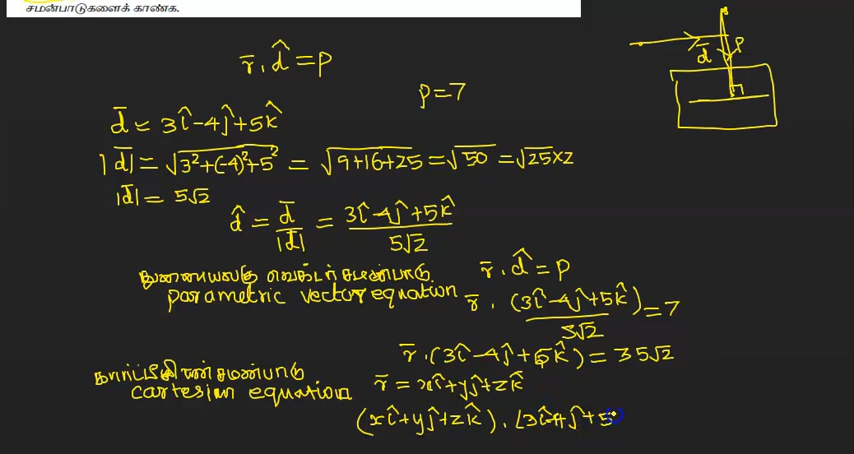 சமன்பாடுகளைக் காண்க.
r̄ . d̂ = p
p = 7
d̄ = 3î - 4ĵ + 5k̂
|d̄| = √3²+(-4)²+5² = √9+16+25 = √50 = √25×2
|d̄| = 5√2
d̂ = d̄/|d̄| = 3î - 4ĵ + 5k̂/5√2
r̄ . d̂ = p
parametric vector equation r̄ . (3î - 4ĵ + 5k̂)/5√2 = 7
r̄ . (3î - 4ĵ + 5k̂) = 35√2
cartesian equation r̄ = xî + yĵ + zk̂
(xî + yĵ + zk̂) . (3î - 4ĵ + 5
d̄ p